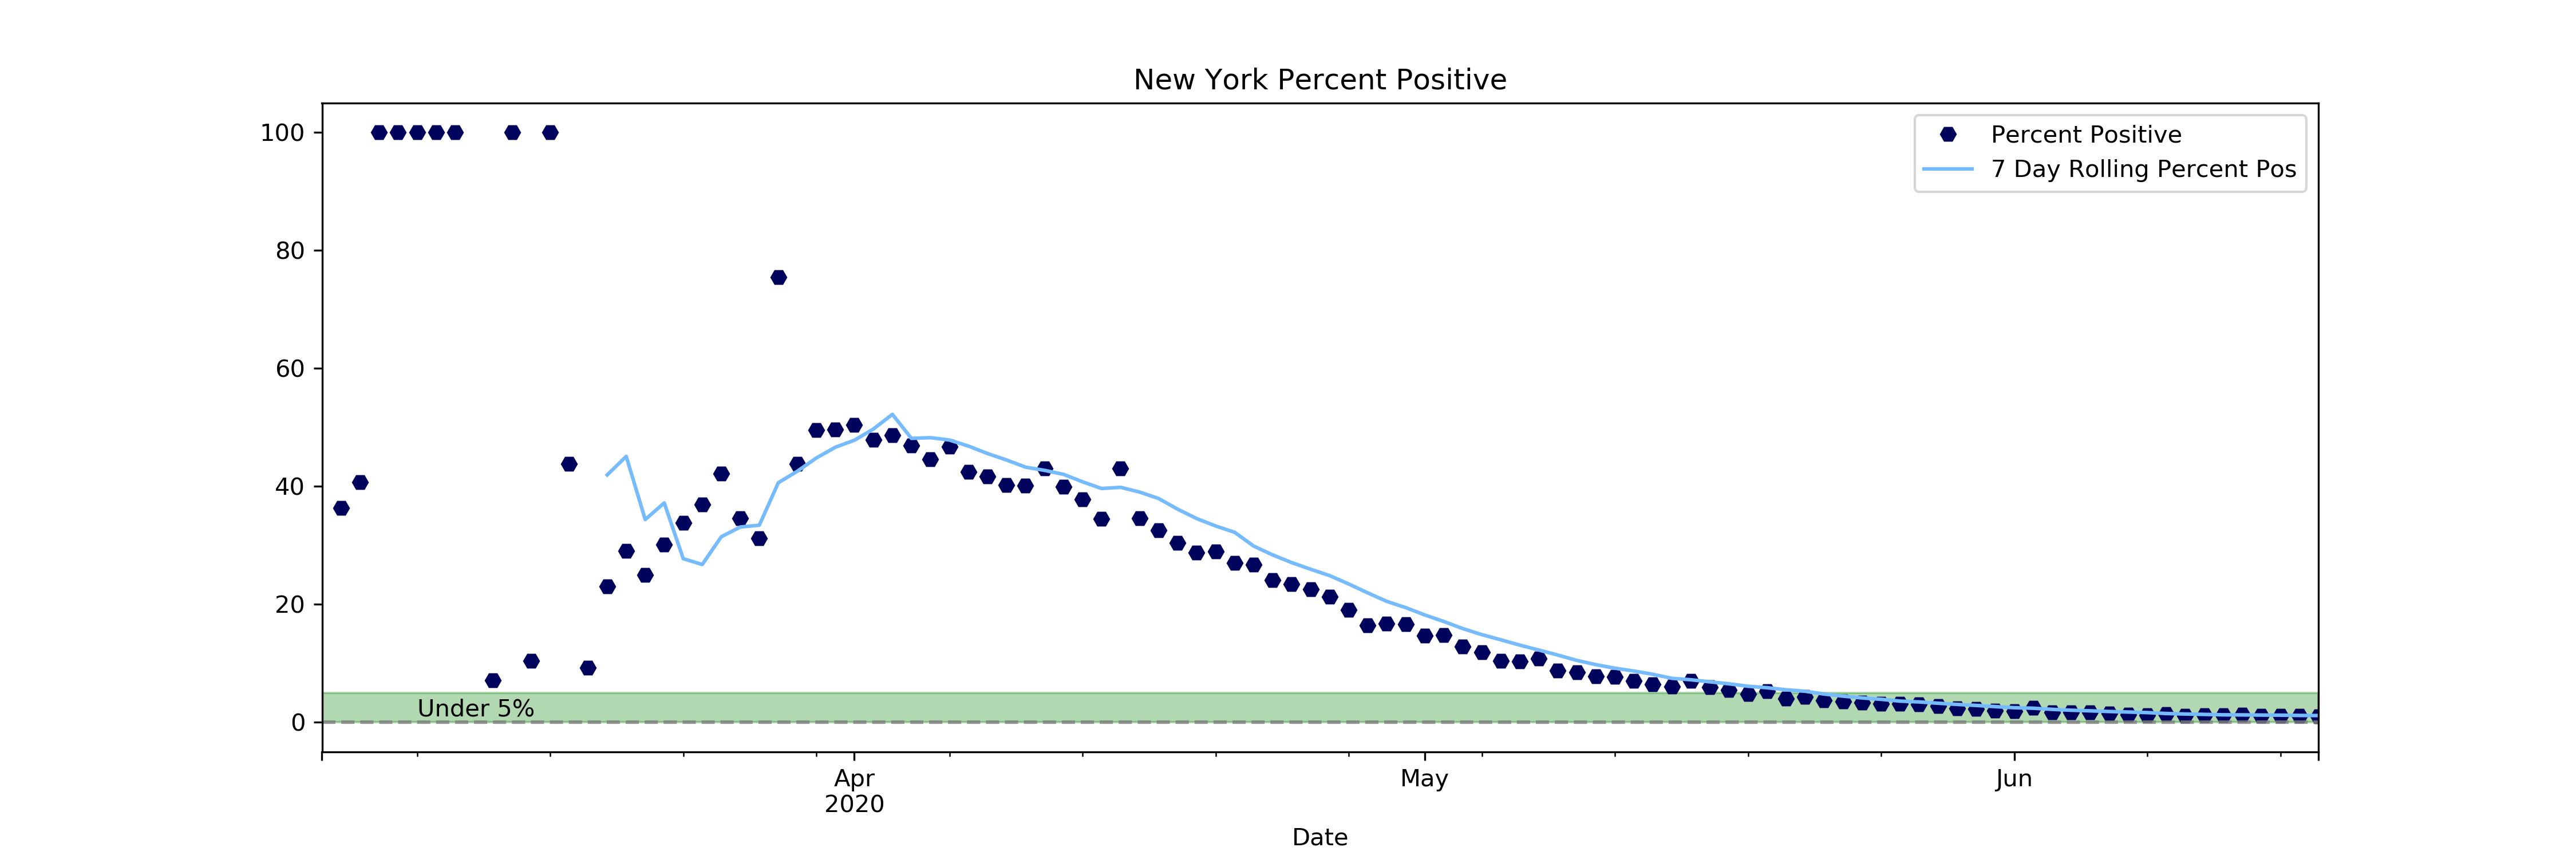 New York Percent Positive
100
80
60
40
20
0
Percent Positive
7 Day Rolling Percent Pos
Under 5%
Apr
2020
May
Jun
Date